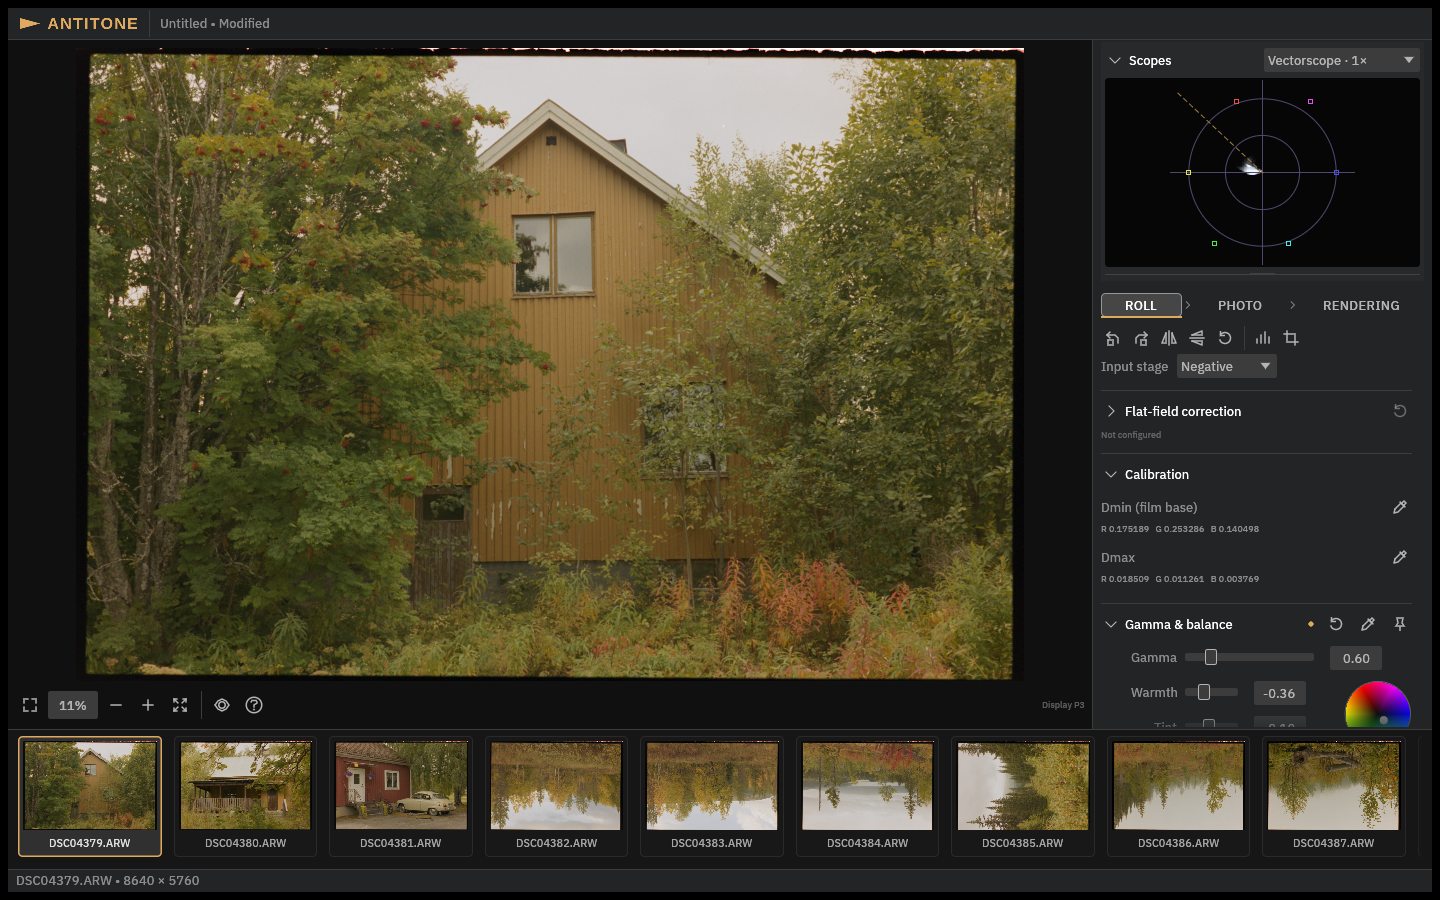 ANTITONE Untitled • Modified
Scopes Vectorscope · 1×
ROLL PHOTO RENDERING
Input stage Negative
Flat-field correction
Not configured
Calibration
Dmin (film base)
R 0.175189 G 0.253286 B 0.140498
Dmax
R 0.018509 G 0.011261 B 0.003769
Gamma & balance
Gamma 0.60
Warmth -0.36
Tint -0.10
11% Display P3
DSC04379.ARW DSC04380.ARW DSC04381.ARW DSC04382.ARW DSC04383.ARW DSC04384.ARW DSC04385.ARW DSC04386.ARW DSC04387.ARW
DSC04379.ARW • 8640 × 5760